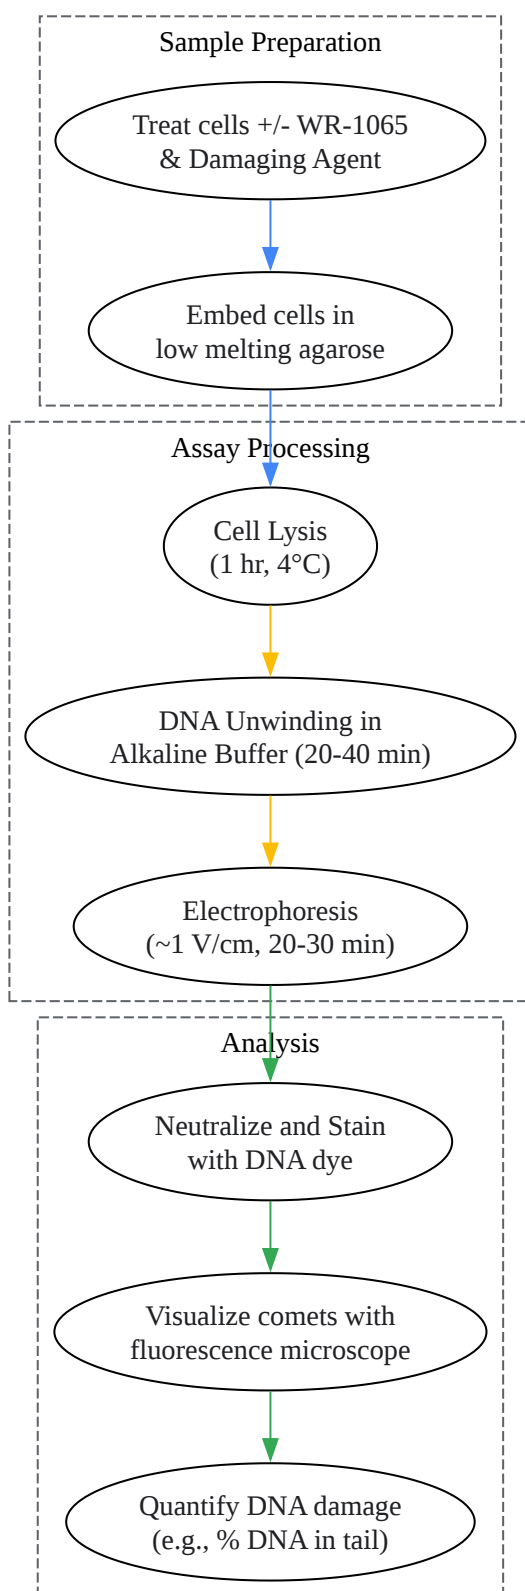 Sample Preparation
Treat cells +/- WR-1065
& Damaging Agent
Embed cells in
low melting agarose
Assay Processing
Cell Lysis
(1 hr, 4°C)
DNA Unwinding in
Alkaline Buffer (20-40 min)
Electrophoresis
(~1 V/cm, 20-30 min)
Analysis
Neutralize and Stain
with DNA dye
Visualize comets with
fluorescence microscope
Quantify DNA damage
(e.g., % DNA in tail)